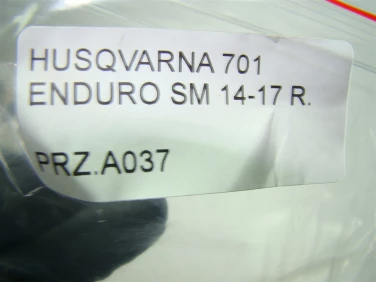 HUSQVARNA 701
ENDURO SM 14-17 R.
PRZ.A037